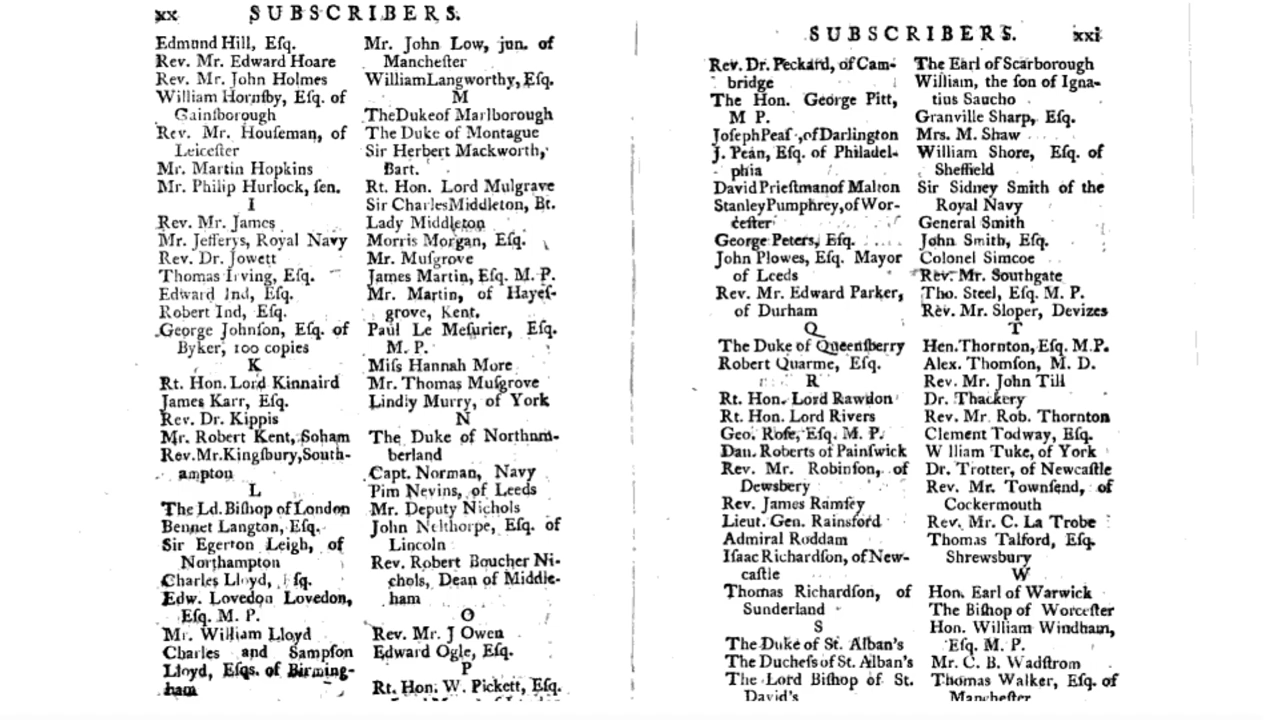 xx SUBSCRIBERS.
Edmund Hill, Eſq.
Rev. Mr. Edward Hoare
Rev. Mr. John Holmes
William Hornſby, Eſq. of
Gainſborough
Rev. Mr. Houſeman, of
Leiceſter
Mr. Martin Hopkins
Mr. Philip Hurlock, ſen.
I
Rev. Mr. James
Mr. Jefferys, Royal Navy
Rev. Dr. Jowett
Thomas Irving, Eſq.
Edward Ind, Eſq.
Robert Ind, Eſq.
George Johnſon, Eſq. of
Byker, 100 copies
K
Rt. Hon. Lord Kinnaird
James Karr, Eſq.
Rev. Dr. Kippis
Mr. Robert Kent, Soham
Rev.Mr.Kingſbury,South-
ampton
L
The Ld. Biſhop of London
Bennet Langton, Eſq.
Sir Egerton Leigh, of
Northampton
Charles Lloyd, Eſq.
Edw. Lovedon Lovedon,
Eſq. M. P.
Mr. William Lloyd
Charles and Sampſon
Lloyd, Eſqs. of Birming-
ham
Mr. John Low, jun. of
Mancheſter
WilliamLangworthy, Eſq.
M
TheDukeof Marlborough
The Duke of Montague
Sir Herbert Mackworth,
Bart.
Rt. Hon. Lord Mulgrave
Sir CharlesMiddleton, Bt.
Lady Middleton
Morris Morgan, Eſq.
Mr. Muſgrove
James Martin, Eſq. M. P.
Mr. Martin, of Hayeſ-
grove, Kent.
Paul Le Meſurier, Eſq.
M. P.
Miſs Hannah More
Mr. Thomas Muſgrove
Lindly Murry, of York
N
The Duke of Northum-
berland
Capt. Norman, Navy
Pim Nevins, of Leeds
Mr. Deputy Nichols
John Nelthorpe, Eſq. of
Lincoln
Rev. Robert Boucher Ni-
chols, Dean of Middle-
ham
O
Rev. Mr. J Owen
Edward Ogle, Eſq.
P
Rt. Hon. W. Pickett, Eſq.
SUBSCRIBERS. xxi
Rev. Dr. Peckard, of Cam-
bridge
The Hon. George Pitt,
M P.
JoſephPeaſ,ofDarlington
J. Pean, Eſq. of Philadel-
phia
David Prieſtmanof Malton
StanleyPumphrey,of Wor-
ceſter
George Peters, Eſq.
John Plowes, Eſq. Mayor
of Leeds
Rev. Mr. Edward Parker,
of Durham
Q
The Duke of Queenſberry
Robert Quarme, Eſq.
R
Rt. Hon. Lord Rawdon
Rt. Hon. Lord Rivers
Geo. Roſe, Eſq. M. P.
Dan. Roberts of Painſwick
Rev. Mr. Robinſon, of
Dewsbery
Rev. James Ramſey
Lieut. Gen. Rainsford
Admiral Roddam
Iſaac Richardſon, of New-
caſtle
Thomas Richardſon, of
Sunderland
S
The Duke of St. Alban's
The Ducheſs of St. Alban's
The Lord Biſhop of St.
David's
The Earl of Scarborough
William, the ſon of Igna-
tius Saucho
Granville Sharp, Eſq.
Mrs. M. Shaw
William Shore, Eſq. of
Sheffield
Sir Sidney Smith of the
Royal Navy
General Smith
John Smith, Eſq.
Colonel Simcoe
Rev. Mr. Southgate
Tho. Steel, Eſq. M. P.
Rev. Mr. Sloper, Devizes
T
Hen.Thornton, Eſq. M.P.
Alex. Thomſon, M. D.
Rev. Mr. John Till
Dr. Thackery
Rev. Mr Rob. Thornton
Clement Todway, Eſq.
W lliam Tuke, of York
Dr. Trotter, of Newcaſtle
Rev. Mr. Townſend, of
Cockermouth
Rev. Mr. C. La Trobe
Thomas Talford, Eſq.
Shrewsbury
W
Hon. Earl of Warwick
The Biſhop of Worceſter
Hon. William Windham,
Eſq. M. P.
Mr. C. B. Wadſtrom
Thomas Walker, Eſq. of
Mancheſter